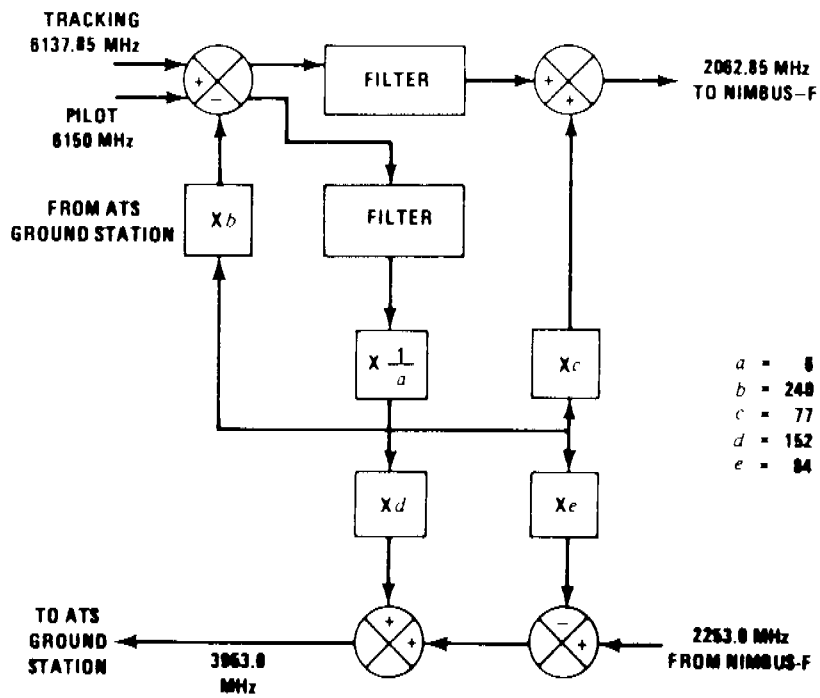 TRACKING
6137.85 MHz
PILOT
6150 MHz
FROM ATS
GROUND STATION
FILTER
FILTER
2062.85 MHz
TO NIMBUS-F
Xb
X 1/a
Xc
Xd
Xe
a = 6
b = 240
c = 77
d = 152
e = 84
+
-
+
+
+
+
-
+
TO ATS
GROUND
STATION
3953.0
MHz
2253.0 MHz
FROM NIMBUS-F